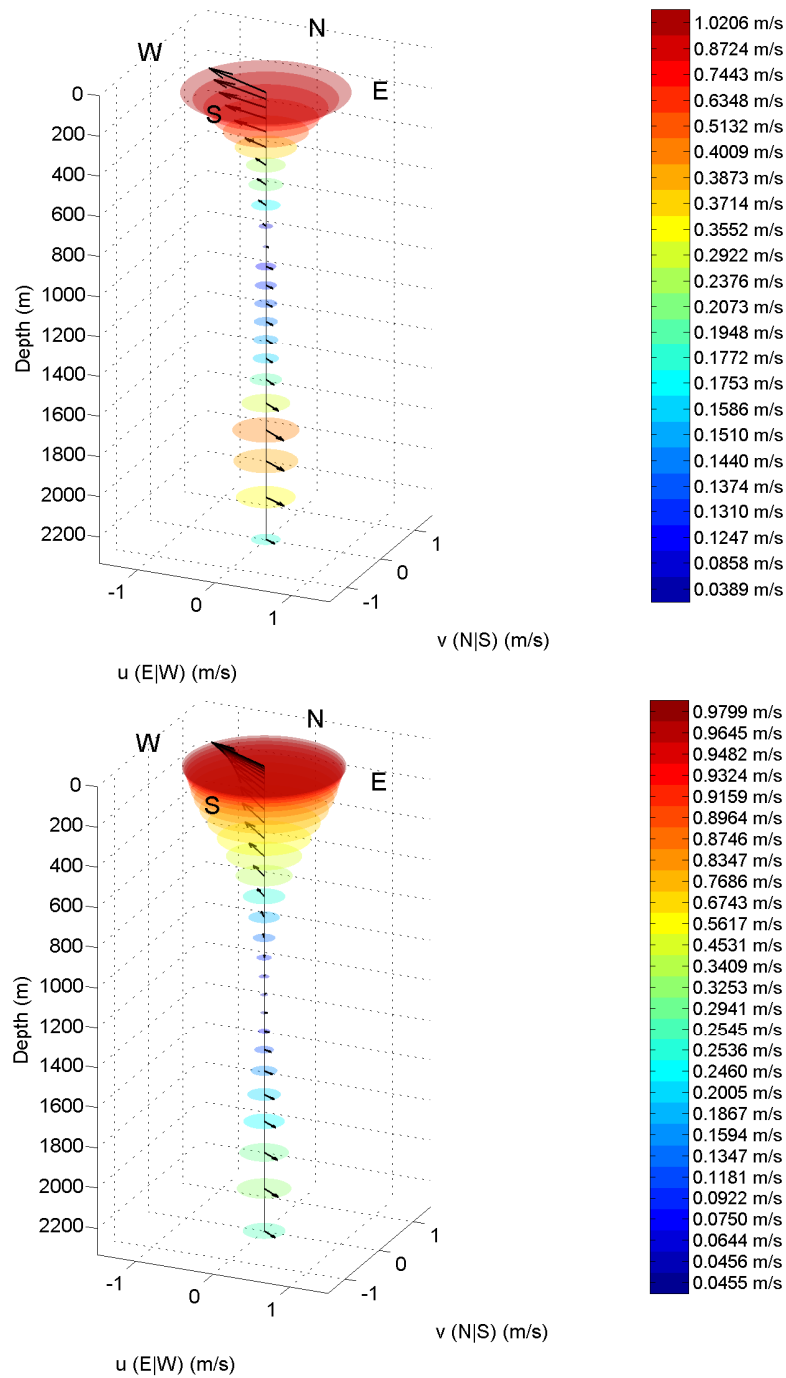 N
W
E
S
0
200
400
600
800
1000
1200
1400
1600
1800
2000
2200
Depth (m)
-1
0
1
u (E|W) (m/s)
1
0
-1
v (N|S) (m/s)
1.0206 m/s
0.8724 m/s
0.7443 m/s
0.6348 m/s
0.5132 m/s
0.4009 m/s
0.3873 m/s
0.3714 m/s
0.3552 m/s
0.2922 m/s
0.2376 m/s
0.2073 m/s
0.1948 m/s
0.1772 m/s
0.1753 m/s
0.1586 m/s
0.1510 m/s
0.1440 m/s
0.1374 m/s
0.1310 m/s
0.1247 m/s
0.0858 m/s
0.0389 m/s
N
W
E
S
0
200
400
600
800
1000
1200
1400
1600
1800
2000
2200
Depth (m)
-1
0
1
u (E|W) (m/s)
1
0
-1
v (N|S) (m/s)
0.9799 m/s
0.9645 m/s
0.9482 m/s
0.9324 m/s
0.9159 m/s
0.8964 m/s
0.8746 m/s
0.8347 m/s
0.7686 m/s
0.6743 m/s
0.5617 m/s
0.4531 m/s
0.3409 m/s
0.3253 m/s
0.2941 m/s
0.2545 m/s
0.2536 m/s
0.2460 m/s
0.2005 m/s
0.1867 m/s
0.1594 m/s
0.1347 m/s
0.1181 m/s
0.0922 m/s
0.0750 m/s
0.0644 m/s
0.0456 m/s
0.0455 m/s